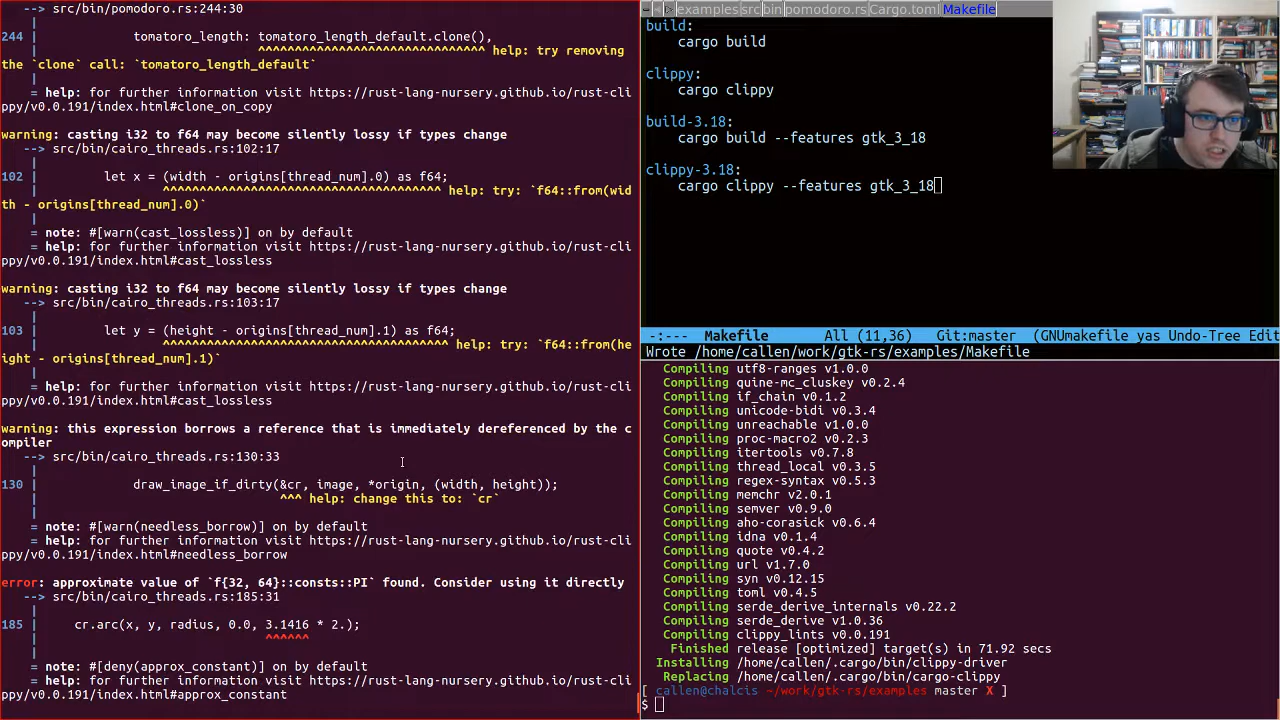 --> src/bin/pomodoro.rs:244:30
|
244 | tomatoro_length: tomatoro_length_default.clone(),
| ^^^^^^^^^^^^^^^^^^^^^^^^^^^^^^^ help: try removing
the `clone` call: `tomatoro_length_default`
|
= help: for further information visit https://rust-lang-nursery.github.io/rust-cli
ppy/v0.0.191/index.html#clone_on_copy
warning: casting i32 to f64 may become silently lossy if types change
--> src/bin/cairo_threads.rs:102:17
|
102 | let x = (width - origins[thread_num].0) as f64;
| ^^^^^^^^^^^^^^^^^^^^^^^^^^^^^^^^^^^^^^ help: try: `f64::from(wid
th - origins[thread_num].0)`
|
= note: #[warn(cast_lossless)] on by default
= help: for further information visit https://rust-lang-nursery.github.io/rust-cli
ppy/v0.0.191/index.html#cast_lossless
warning: casting i32 to f64 may become silently lossy if types change
--> src/bin/cairo_threads.rs:103:17
|
103 | let y = (height - origins[thread_num].1) as f64;
| ^^^^^^^^^^^^^^^^^^^^^^^^^^^^^^^^^^^^^^^ help: try: `f64::from(he
ight - origins[thread_num].1)`
|
= help: for further information visit https://rust-lang-nursery.github.io/rust-cli
ppy/v0.0.191/index.html#cast_lossless
warning: this expression borrows a reference that is immediately dereferenced by the c
ompiler
--> src/bin/cairo_threads.rs:130:33
|
130 | draw_image_if_dirty(&cr, image, *origin, (width, height));
| ^^^ help: change this to: `cr`
|
= note: #[warn(needless_borrow)] on by default
= help: for further information visit https://rust-lang-nursery.github.io/rust-cli
ppy/v0.0.191/index.html#needless_borrow
error: approximate value of `f{32, 64}::consts::PI` found. Consider using it directly
--> src/bin/cairo_threads.rs:185:31
|
185 | cr.arc(x, y, radius, 0.0, 3.1416 * 2.);
| ^^^^^^
|
= note: #[deny(approx_constant)] on by default
= help: for further information visit https://rust-lang-nursery.github.io/rust-cli
ppy/v0.0.191/index.html#approx_constant
examples src bin pomodoro.rs Cargo.toml Makefile
build:
cargo build
clippy:
cargo clippy
build-3.18:
cargo build --features gtk_3_18
clippy-3.18:
cargo clippy --features gtk_3_18
-:--- Makefile All (11,36) Git:master (GNUmakefile yas Undo-Tree Edit
Wrote /home/callen/work/gtk-rs/examples/Makefile
Compiling utf8-ranges v1.0.0
Compiling quine-mc_cluskey v0.2.4
Compiling if_chain v0.1.2
Compiling unicode-bidi v0.3.4
Compiling unreachable v1.0.0
Compiling proc-macro2 v0.2.3
Compiling itertools v0.7.8
Compiling thread_local v0.3.5
Compiling regex-syntax v0.5.3
Compiling memchr v2.0.1
Compiling semver v0.9.0
Compiling aho-corasick v0.6.4
Compiling idna v0.1.4
Compiling quote v0.4.2
Compiling url v1.7.0
Compiling syn v0.12.15
Compiling toml v0.4.5
Compiling serde_derive_internals v0.22.2
Compiling serde_derive v1.0.36
Compiling clippy_lints v0.0.191
Finished release [optimized] target(s) in 71.92 secs
Installing /home/callen/.cargo/bin/clippy-driver
Replacing /home/callen/.cargo/bin/cargo-clippy
[ callen@chalcis ~/work/gtk-rs/examples master X ]
$